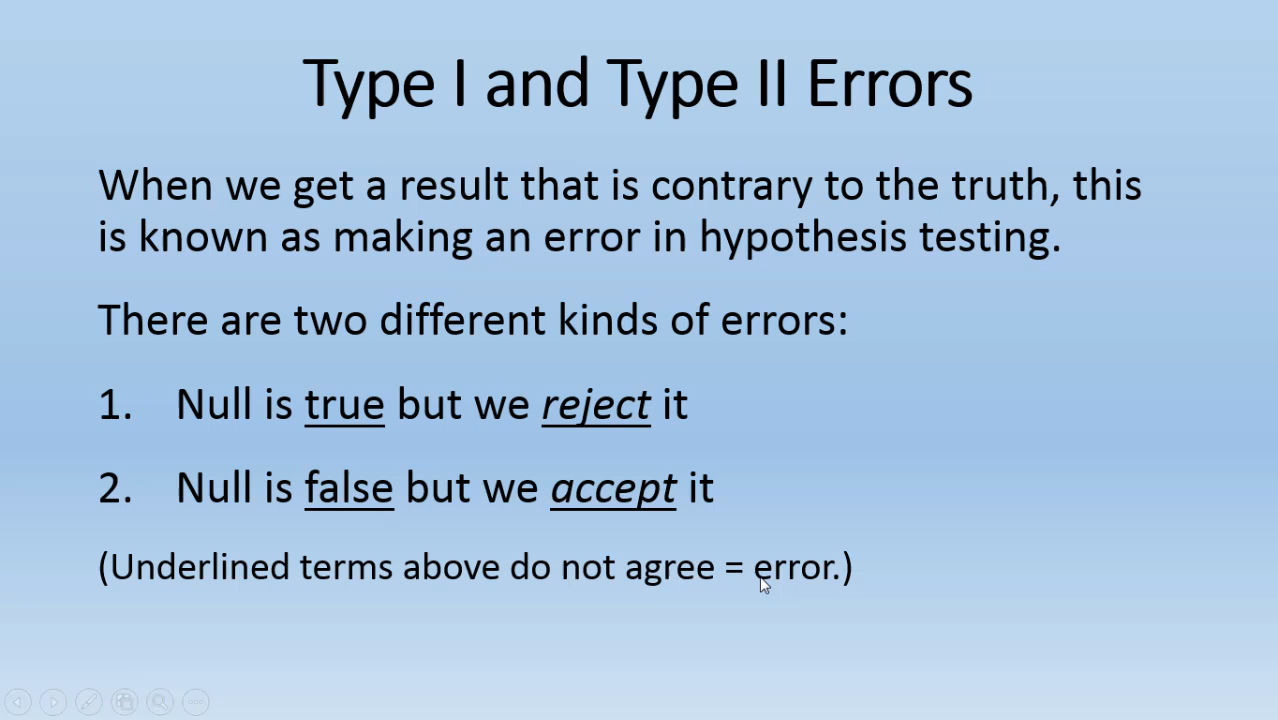 Type I and Type II Errors
When we get a result that is contrary to the truth, this
is known as making an error in hypothesis testing.
There are two different kinds of errors:
1. Null is true but we reject it
2. Null is false but we accept it
(Underlined terms above do not agree = error.)